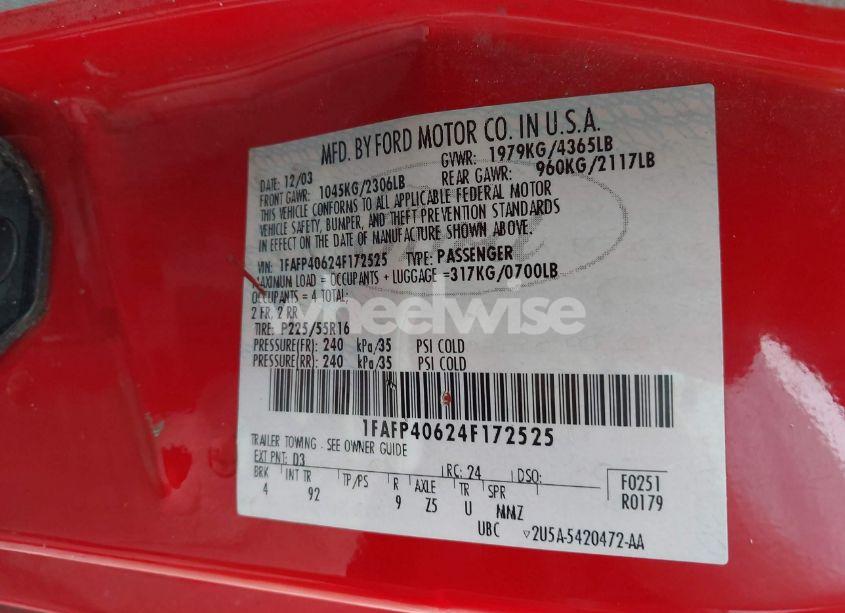 MFD. BY FORD MOTOR CO. IN U.S.A.
DATE: 12/03 GVWR: 1979KG/4365LB
FRONT GAWR: 1045KG/2306LB REAR GAWR: 960KG/2117LB
THIS VEHICLE CONFORMS TO ALL APPLICABLE FEDERAL MOTOR
VEHICLE SAFETY, BUMPER, AND THEFT PREVENTION STANDARDS
IN EFFECT ON THE DATE OF MANUFACTURE SHOWN ABOVE.
VIN: 1FAFP40624F172525 TYPE: PASSENGER
MAXIMUM LOAD = OCCUPANTS + LUGGAGE =317KG/0700LB
OCCUPANTS = 4 TOTAL;
2 FR, 2 RR
wheelwise
TIRE: P225/55R16
PRESSURE(FR): 240 kPa/35 PSI COLD
PRESSURE(RR): 240 kPa/35 PSI COLD
1FAFP40624F172525
TRAILER TOWING - SEE OWNER GUIDE
EXT PNT: D3 RC: 24 DSO:
BRK INT TR TP/PS R AXLE TR SPR F0251
4 92 9 Z5 U MMZ R0179
UBC ▽2U5A-5420472-AA